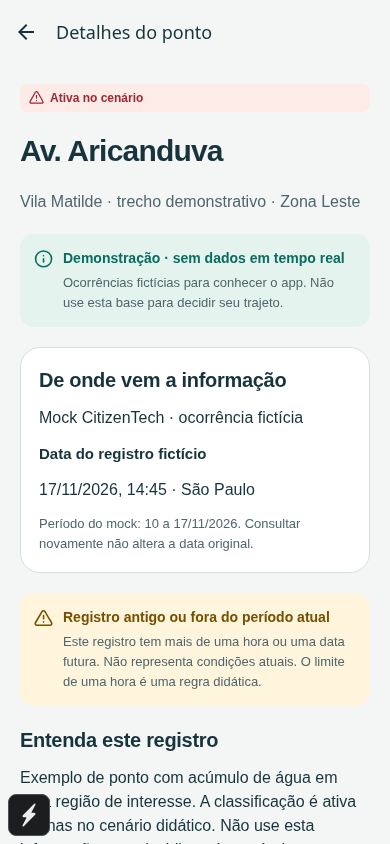 Detalhes do ponto
Ativa no cenário
Av. Aricanduva
Vila Matilde · trecho demonstrativo · Zona Leste
Demonstração · sem dados em tempo real
Ocorrências fictícias para conhecer o app. Não
use esta base para decidir seu trajeto.
De onde vem a informação
Mock CitizenTech · ocorrência fictícia
Data do registro fictício
17/11/2026, 14:45 · São Paulo
Período do mock: 10 a 17/11/2026. Consultar
novamente não altera a data original.
Registro antigo ou fora do período atual
Este registro tem mais de uma hora ou uma data
futura. Não representa condições atuais. O limite
de uma hora é uma regra didática.
Entenda este registro
Exemplo de ponto com acúmulo de água em
região de interesse. A classificação é ativa
no cenário didático. Não use esta